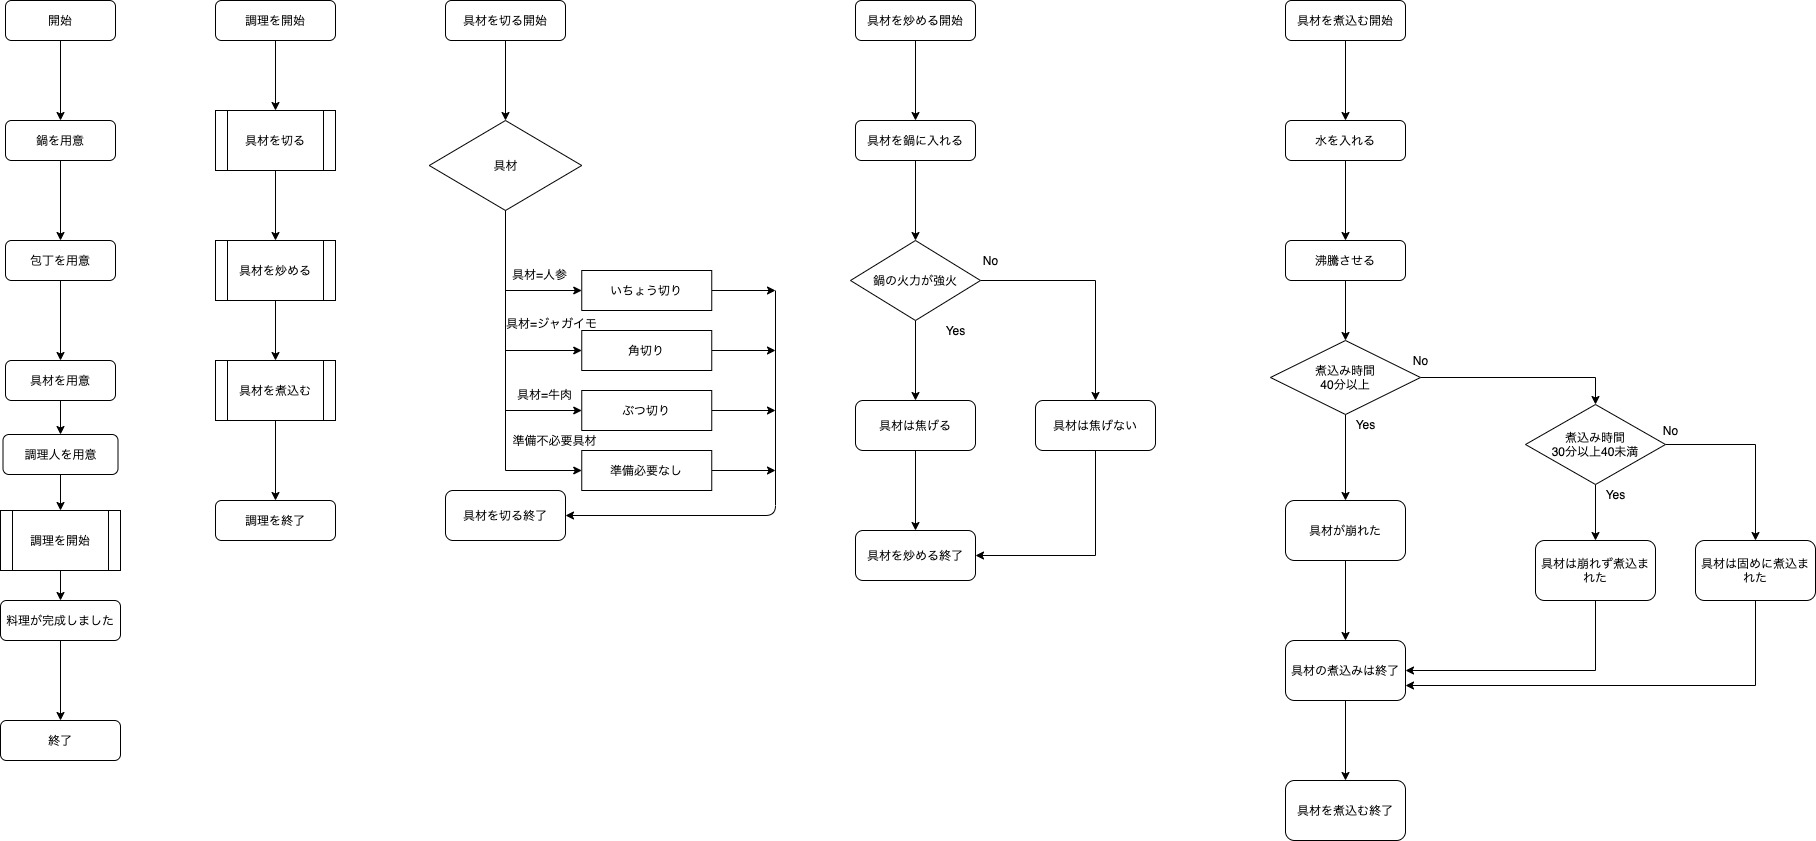 開始
鍋を用意
包丁を用意
具材を用意
調理人を用意
調理を開始
料理が完成しました
終了
調理を開始
具材を切る
具材を炒める
具材を煮込む
調理を終了
具材を切る開始
具材
具材=人参
いちょう切り
具材=ジャガイモ
角切り
具材=牛肉
ぶつ切り
準備不必要具材
準備必要なし
具材を切る終了
具材を炒める開始
具材を鍋に入れる
鍋の火力が強火
No
Yes
具材は焦げる
具材は焦げない
具材を炒める終了
具材を煮込む開始
水を入れる
沸騰させる
煮込み時間
40分以上
No
Yes
煮込み時間
30分以上40未満
No
Yes
具材が崩れた
具材は崩れず煮込ま
れた
具材は固めに煮込ま
れた
具材の煮込みは終了
具材を煮込む終了